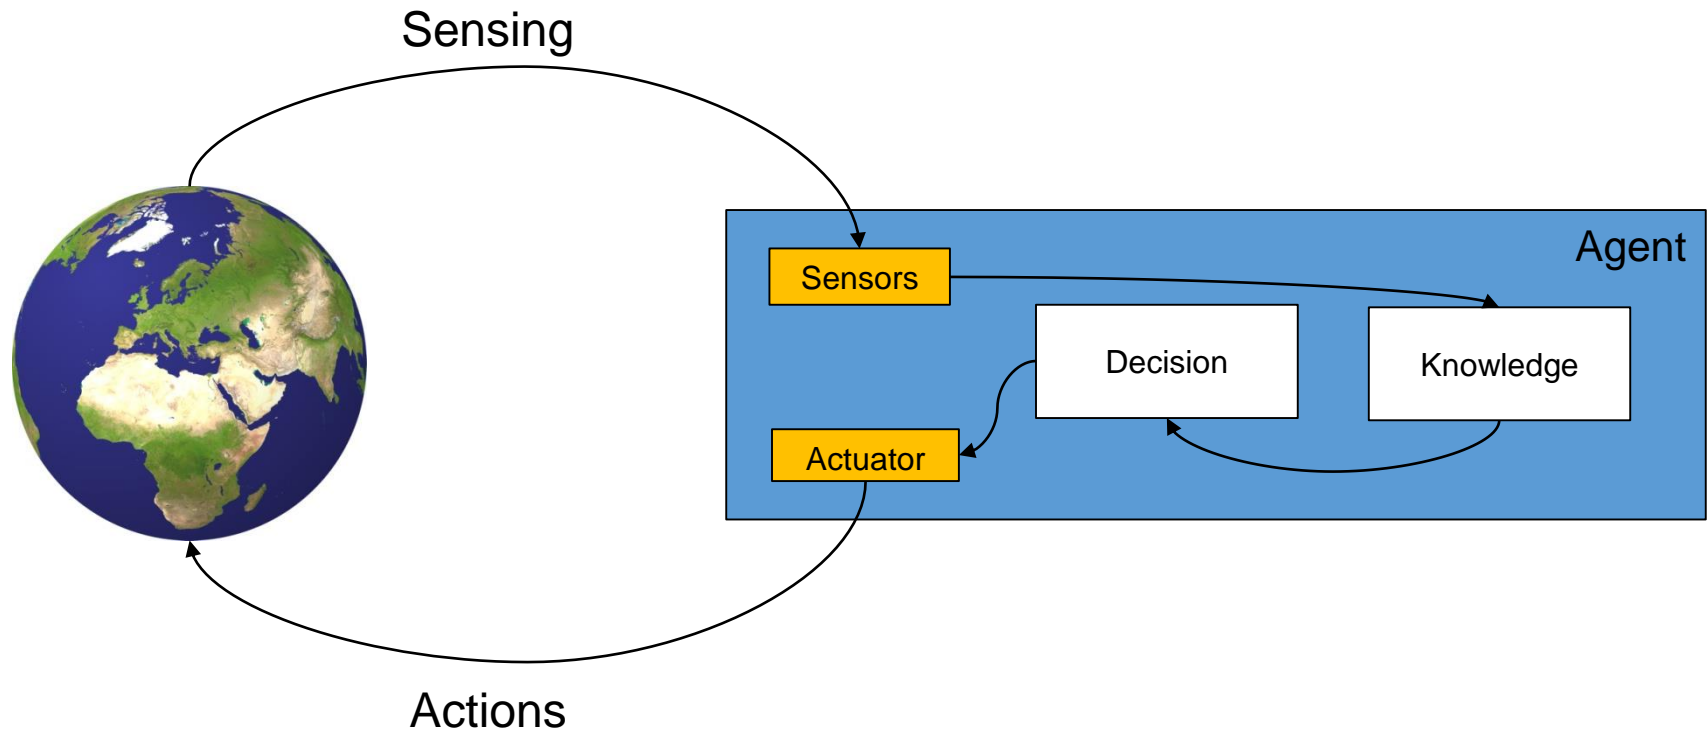 Sensing
Agent
Sensors
Decision
Knowledge
Actuator
Actions